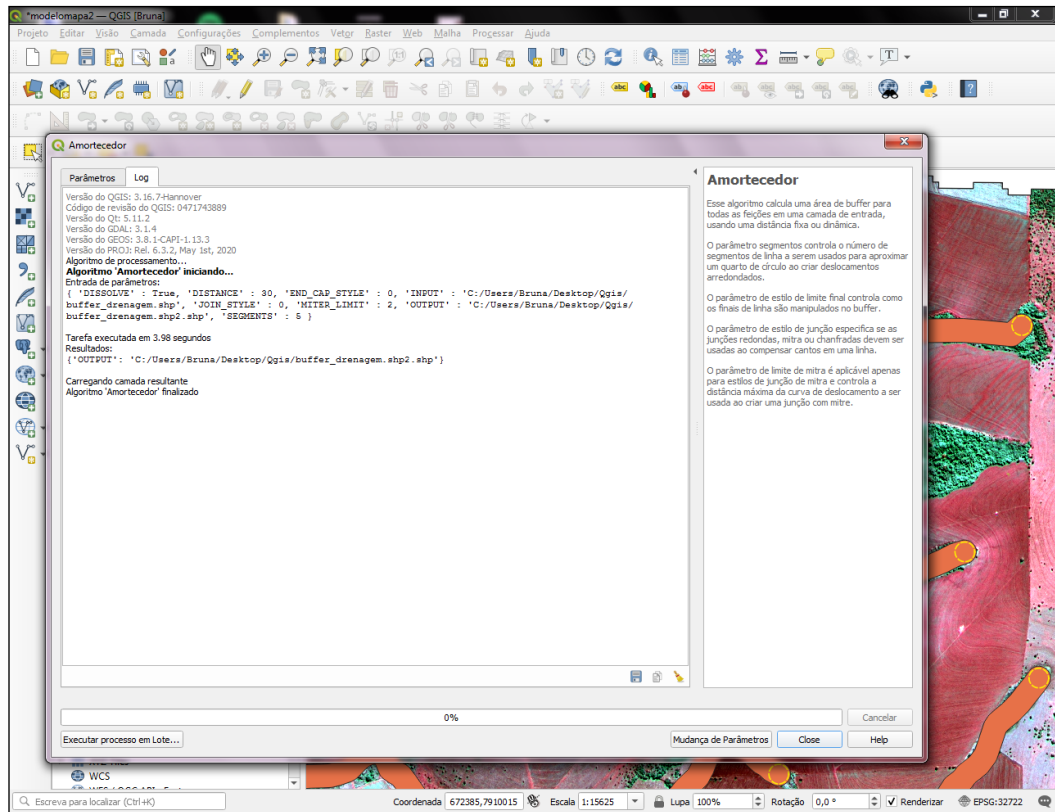 *modelomapa2 — QGIS [Bruna]
Projeto Editar Visão Camada Configurações Complementos Vetor Raster Web Malha Processar Ajuda
Amortecedor
Parâmetros Log
Versão do QGIS: 3.16.7-Hannover
Código de revisão do QGIS: 0471743889
Versão do Qt: 5.11.2
Versão do GDAL: 3.1.4
Versão do GEOS: 3.8.1-CAPI-1.13.3
Versão do PROJ: Rel. 6.3.2, May 1st, 2020
Algoritmo de processamento...
Algoritmo 'Amortecedor' iniciando...
Entrada de parâmetros:
{ 'DISSOLVE' : True, 'DISTANCE' : 30, 'END_CAP_STYLE' : 0, 'INPUT' : 'C:/Users/Bruna/Desktop/Qgis/
buffer_drenagem.shp', 'JOIN_STYLE' : 0, 'MITER_LIMIT' : 2, 'OUTPUT' : 'C:/Users/Bruna/Desktop/Qgis/
buffer_drenagem.shp2.shp', 'SEGMENTS' : 5 }
Tarefa executada em 3.98 segundos
Resultados:
{'OUTPUT': 'C:/Users/Bruna/Desktop/Qgis/buffer_drenagem.shp2.shp'}
Carregando camada resultante
Algoritmo 'Amortecedor' finalizado
Amortecedor
Esse algoritmo calcula uma área de buffer para
todas as feições em uma camada de entrada,
usando uma distância fixa ou dinâmica.
O parâmetro segmentos controla o número de
segmentos de linha a serem usados para aproximar
um quarto de círculo ao criar deslocamentos
arredondados.
O parâmetro de estilo de limite final controla como
os finais de linha são manipulados no buffer.
O parâmetro de estilo de junção especifica se as
junções redondas, mitra ou chanfradas devem ser
usadas ao compensar cantos em uma linha.
O parâmetro de limite de mitra é aplicável apenas
para estilos de junção de mitra e controla a
distância máxima da curva de deslocamento a ser
usada ao criar uma junção com mitre.
0%
Cancelar
Executar processo em Lote...
Mudança de Parâmetros Close Help
WCS
Escreva para localizar (Ctrl+K)
Coordenada 672385,7910015 Escala 1:15625 Lupa 100% Rotação 0,0 ° Renderizar EPSG:32722